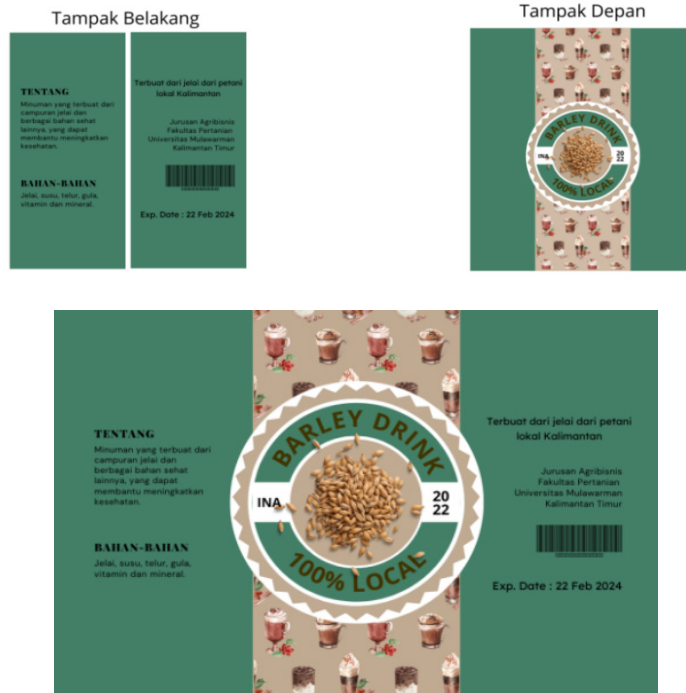 Tampak Belakang
Tampak Depan
TENTANG
Minuman yang terbuat dari
campuran jelai dan
berbagai bahan sehat
lainnya, yang dapat
membantu meningkatkan
kesehatan.
BAHAN-BAHAN
Jelai, susu, telur, gula,
vitamin dan mineral.
Terbuat dari jelai dari petani
lokal Kalimantan
Jurusan Agribisnis
Fakultas Pertanian
Universitas Mulawarman
Kalimantan Timur
Exp. Date : 22 Feb 2024
BARLEY DRINK
INA
20
22
100% LOCAL
TENTANG
Minuman yang terbuat dari
campuran jelai dan
berbagai bahan sehat
lainnya, yang dapat
membantu meningkatkan
kesehatan.
BAHAN-BAHAN
Jelai, susu, telur, gula,
vitamin dan mineral.
BARLEY DRINK
INA
20
22
100% LOCAL
Terbuat dari jelai dari petani
lokal Kalimantan
Jurusan Agribisnis
Fakultas Pertanian
Universitas Mulawarman
Kalimantan Timur
Exp. Date : 22 Feb 2024